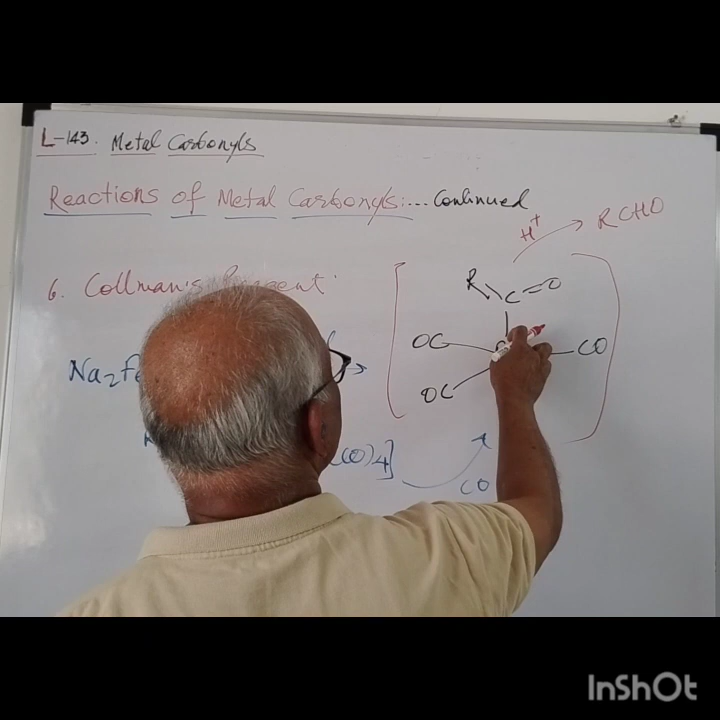 L-143. Metal Carbonyls
Reactions of Metal Carbonyls:... Continued
H+
RCHO
6. Collman's
R
C=O
OC
CO
Na2Fe
OC
CO)4]
CO
InShOt